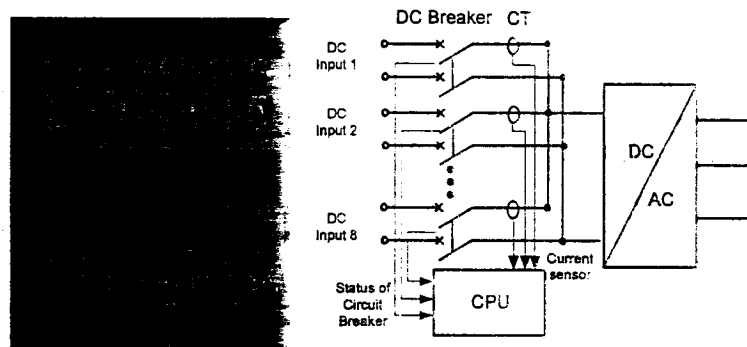 DC Breaker CT
DC
Input 1
DC
Input 2
DC
Input 8
DC
AC
Current
sensor
Status of
Circuit
Breaker
CPU